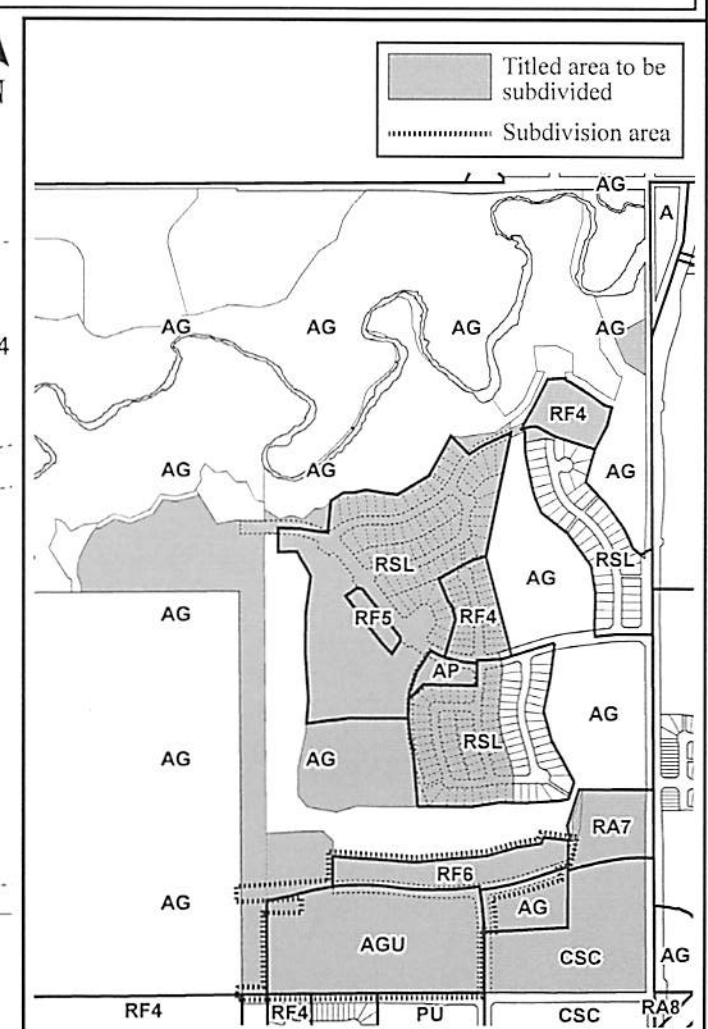 N
Titled area to be
subdivided
Subdivision area
AG
A
AG AG AG AG
4
RF4
AG AG AG
RSL RSL
AG
AG RF5 RF4
AP
AG
RSL
AG AG
RA7
RF6
AG AG
AGU
CSC AG
RF4 RF4 PU CSC RA8